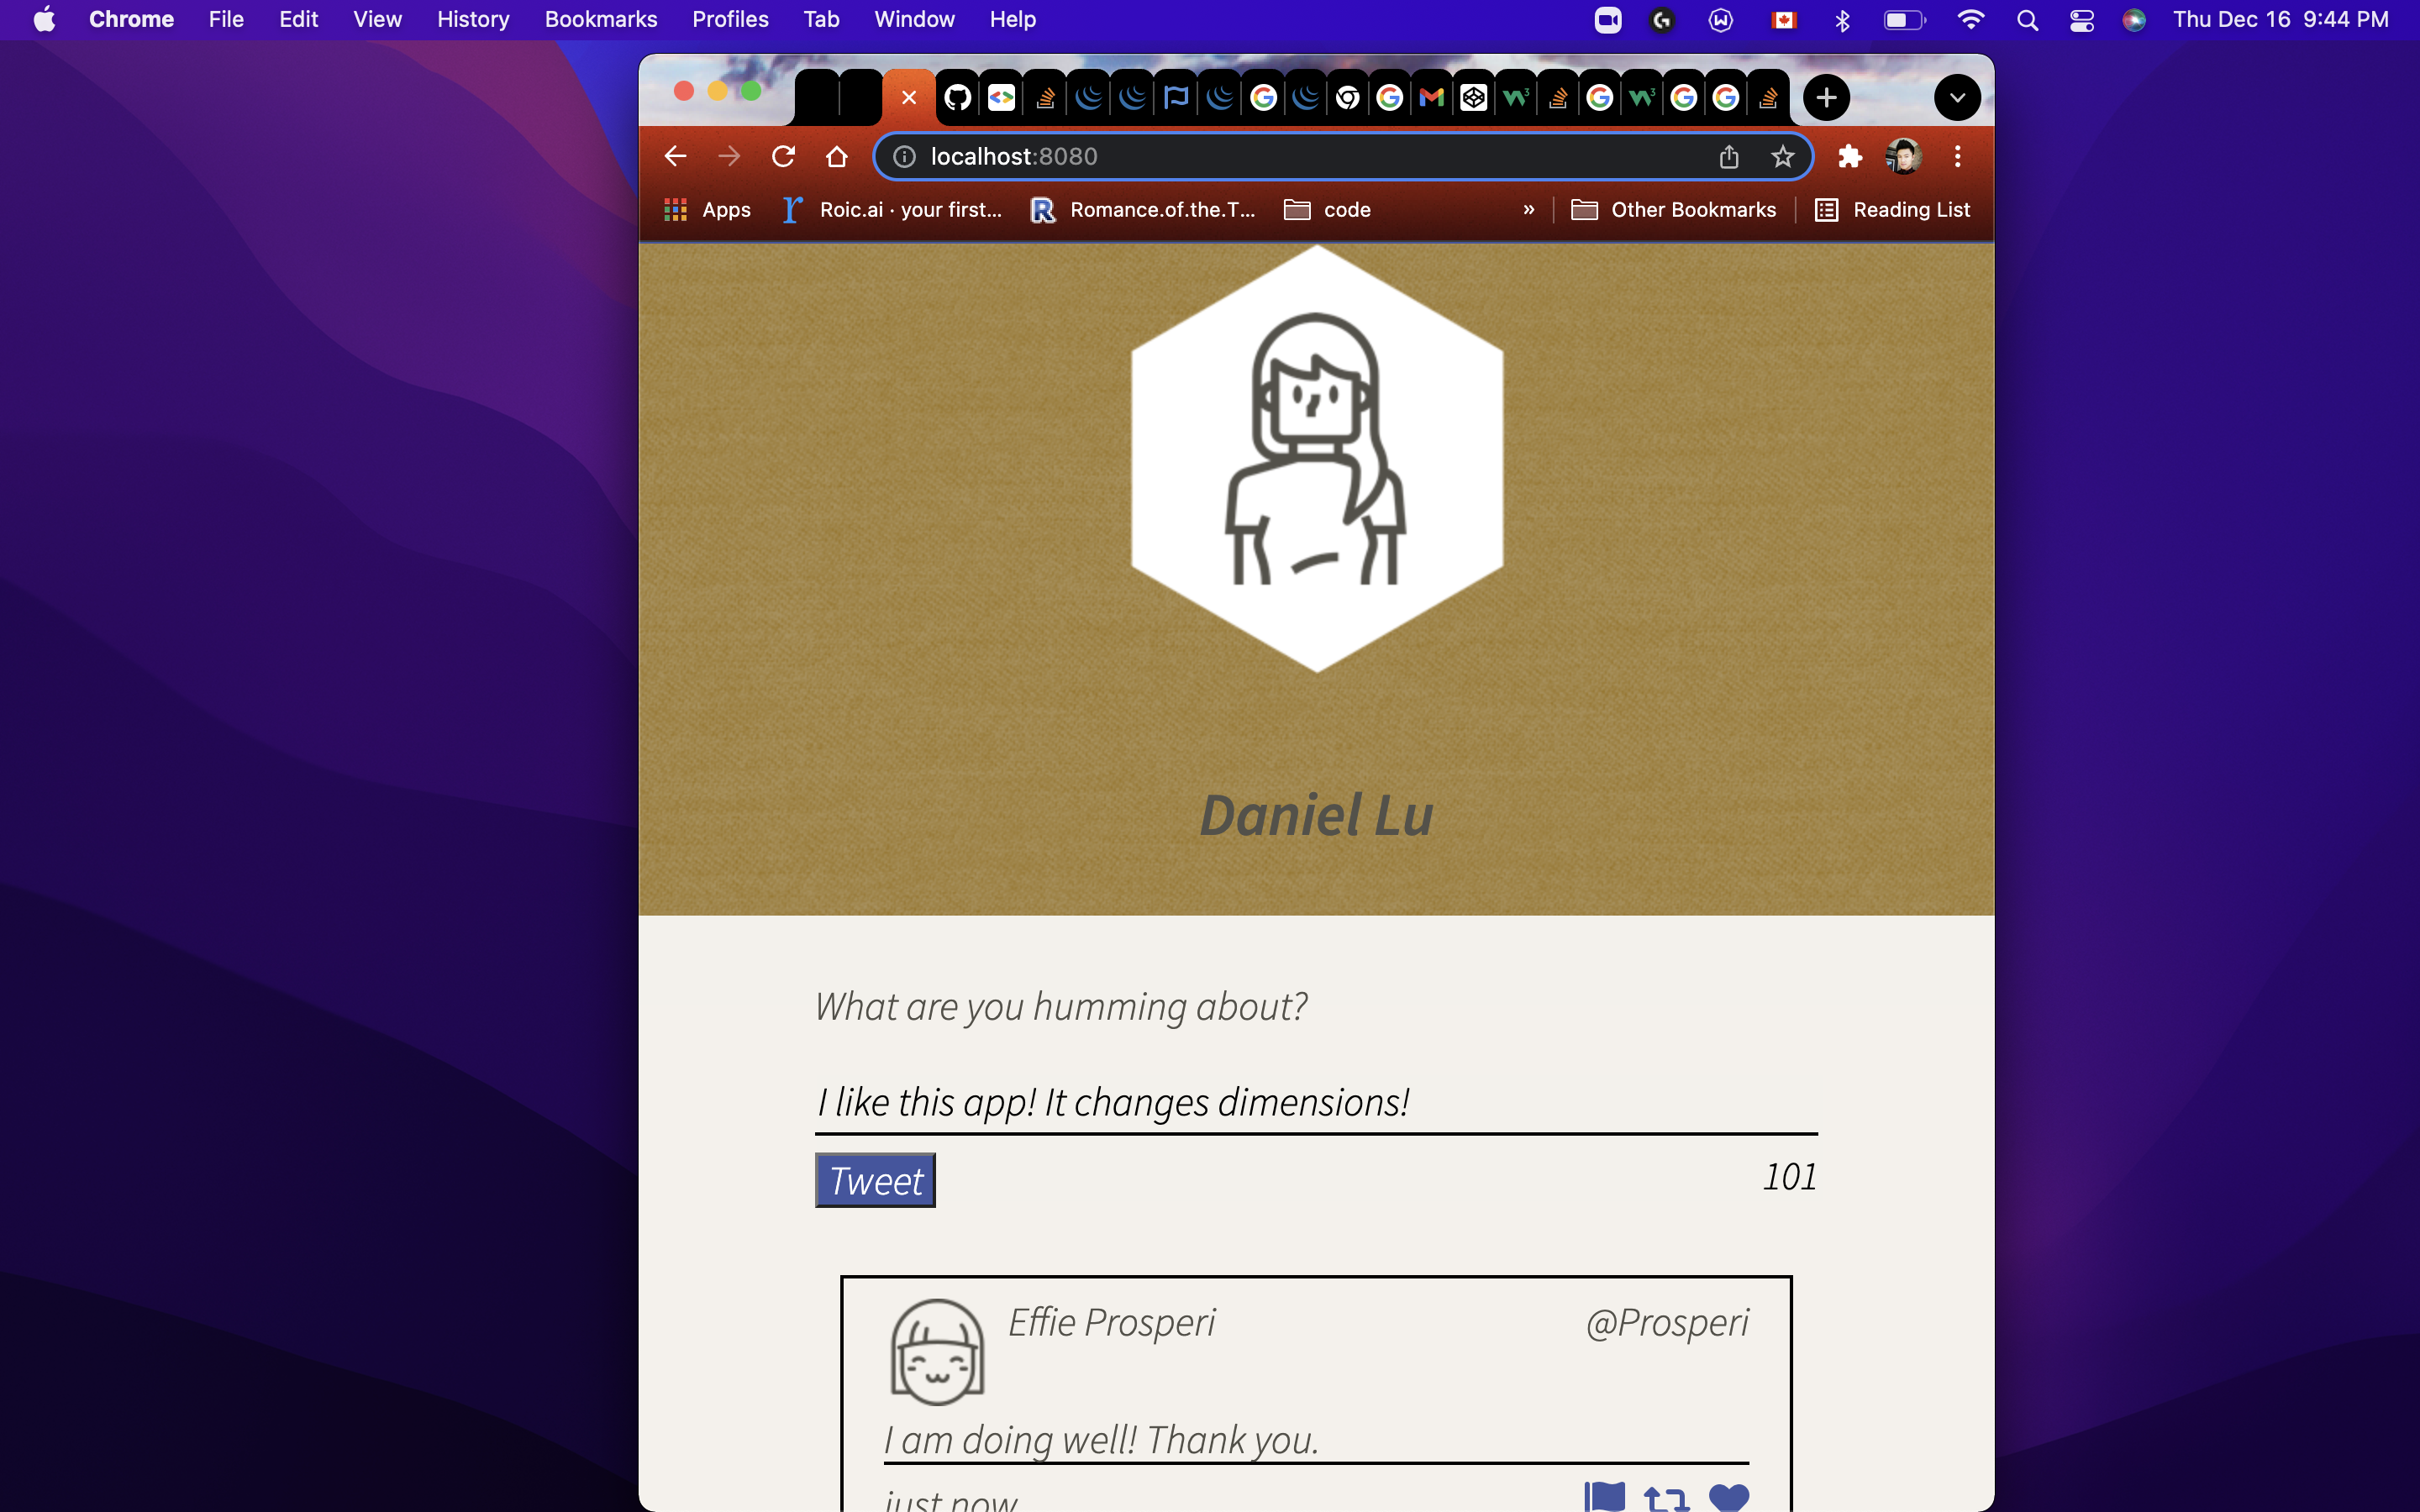 Chrome File Edit View History Bookmarks Profiles Tab Window Help Thu Dec 16 9:44 PM
localhost:8080
Apps Roic.ai · your first... Romance.of.the.T... code » Other Bookmarks Reading List
Daniel Lu
What are you humming about?
I like this app! It changes dimensions!
Tweet 101
Effie Prosperi @Prosperi
I am doing well! Thank you.
just now